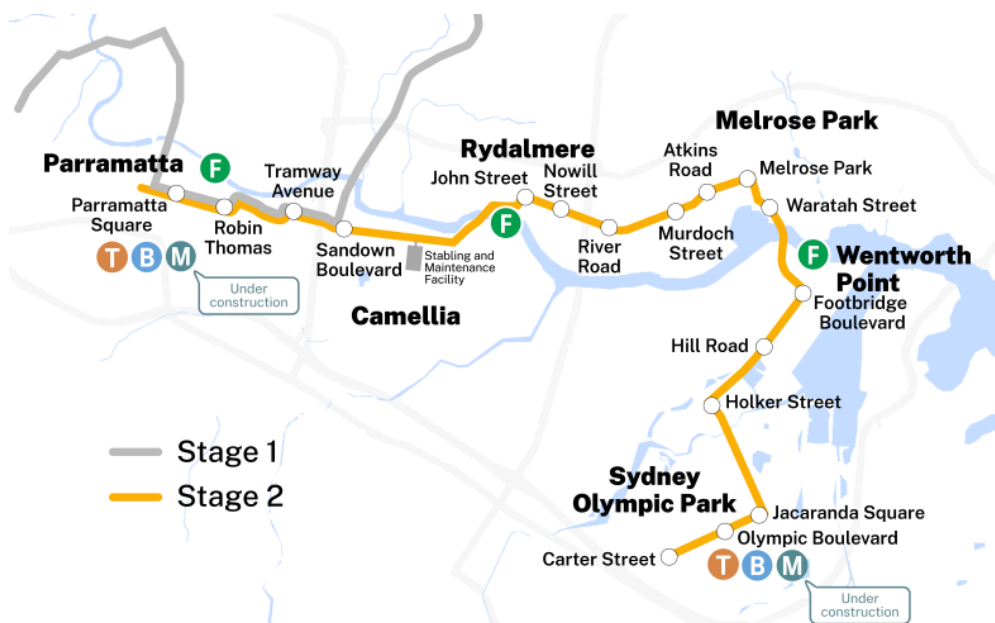 Parramatta
F
Parramatta
Square
T B M
Under
construction
Robin
Thomas
Tramway
Avenue
Sandown
Boulevard
Stabling and
Maintenance
Facility
Camellia
Rydalmere
John Street
F
Nowill
Street
River
Road
Murdoch
Street
Atkins
Road
Melrose Park
Melrose Park
Waratah Street
F
Wentworth
Point
Footbridge
Boulevard
Hill Road
Holker Street
Sydney
Olympic Park
Jacaranda Square
Olympic Boulevard
Carter Street
T B M
Under
construction
Stage 1
Stage 2